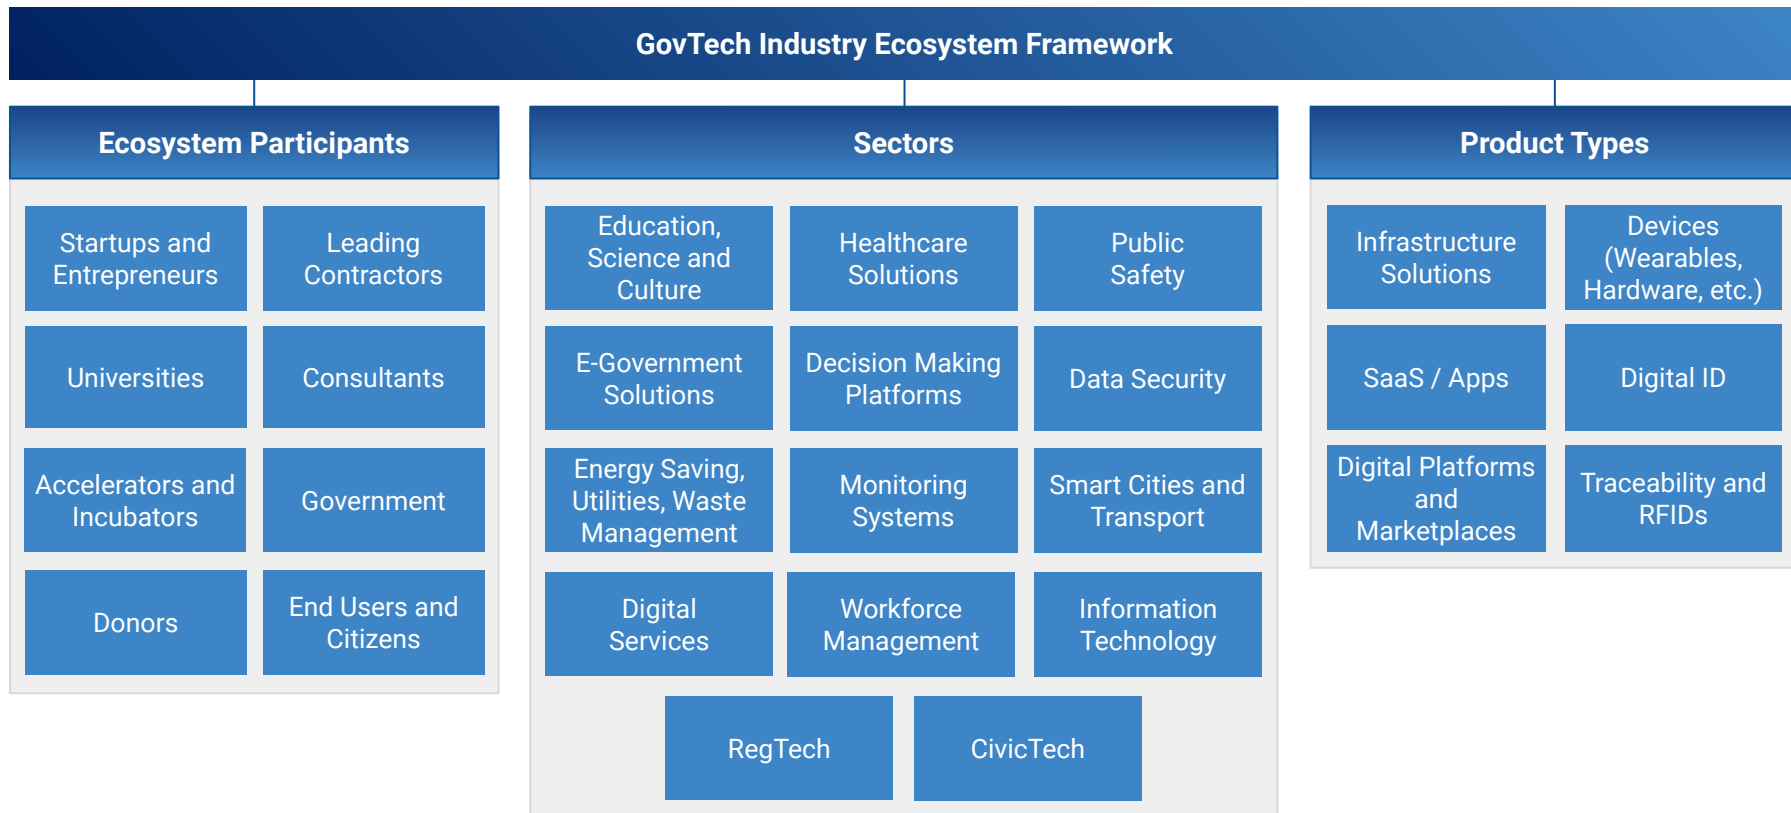 GovTech Industry Ecosystem Framework
Ecosystem Participants
Startups and
Entrepreneurs
Leading
Contractors
Universities
Consultants
Accelerators and
Incubators
Government
Donors
End Users and
Citizens
Sectors
Education,
Science and
Culture
Healthcare
Solutions
Public
Safety
E-Government
Solutions
Decision Making
Platforms
Data Security
Energy Saving,
Utilities, Waste
Management
Monitoring
Systems
Smart Cities and
Transport
Digital
Services
Workforce
Management
Information
Technology
RegTech
CivicTech
Product Types
Infrastructure
Solutions
Devices
(Wearables,
Hardware, etc.)
SaaS / Apps
Digital ID
Digital Platforms
and
Marketplaces
Traceability and
RFIDs